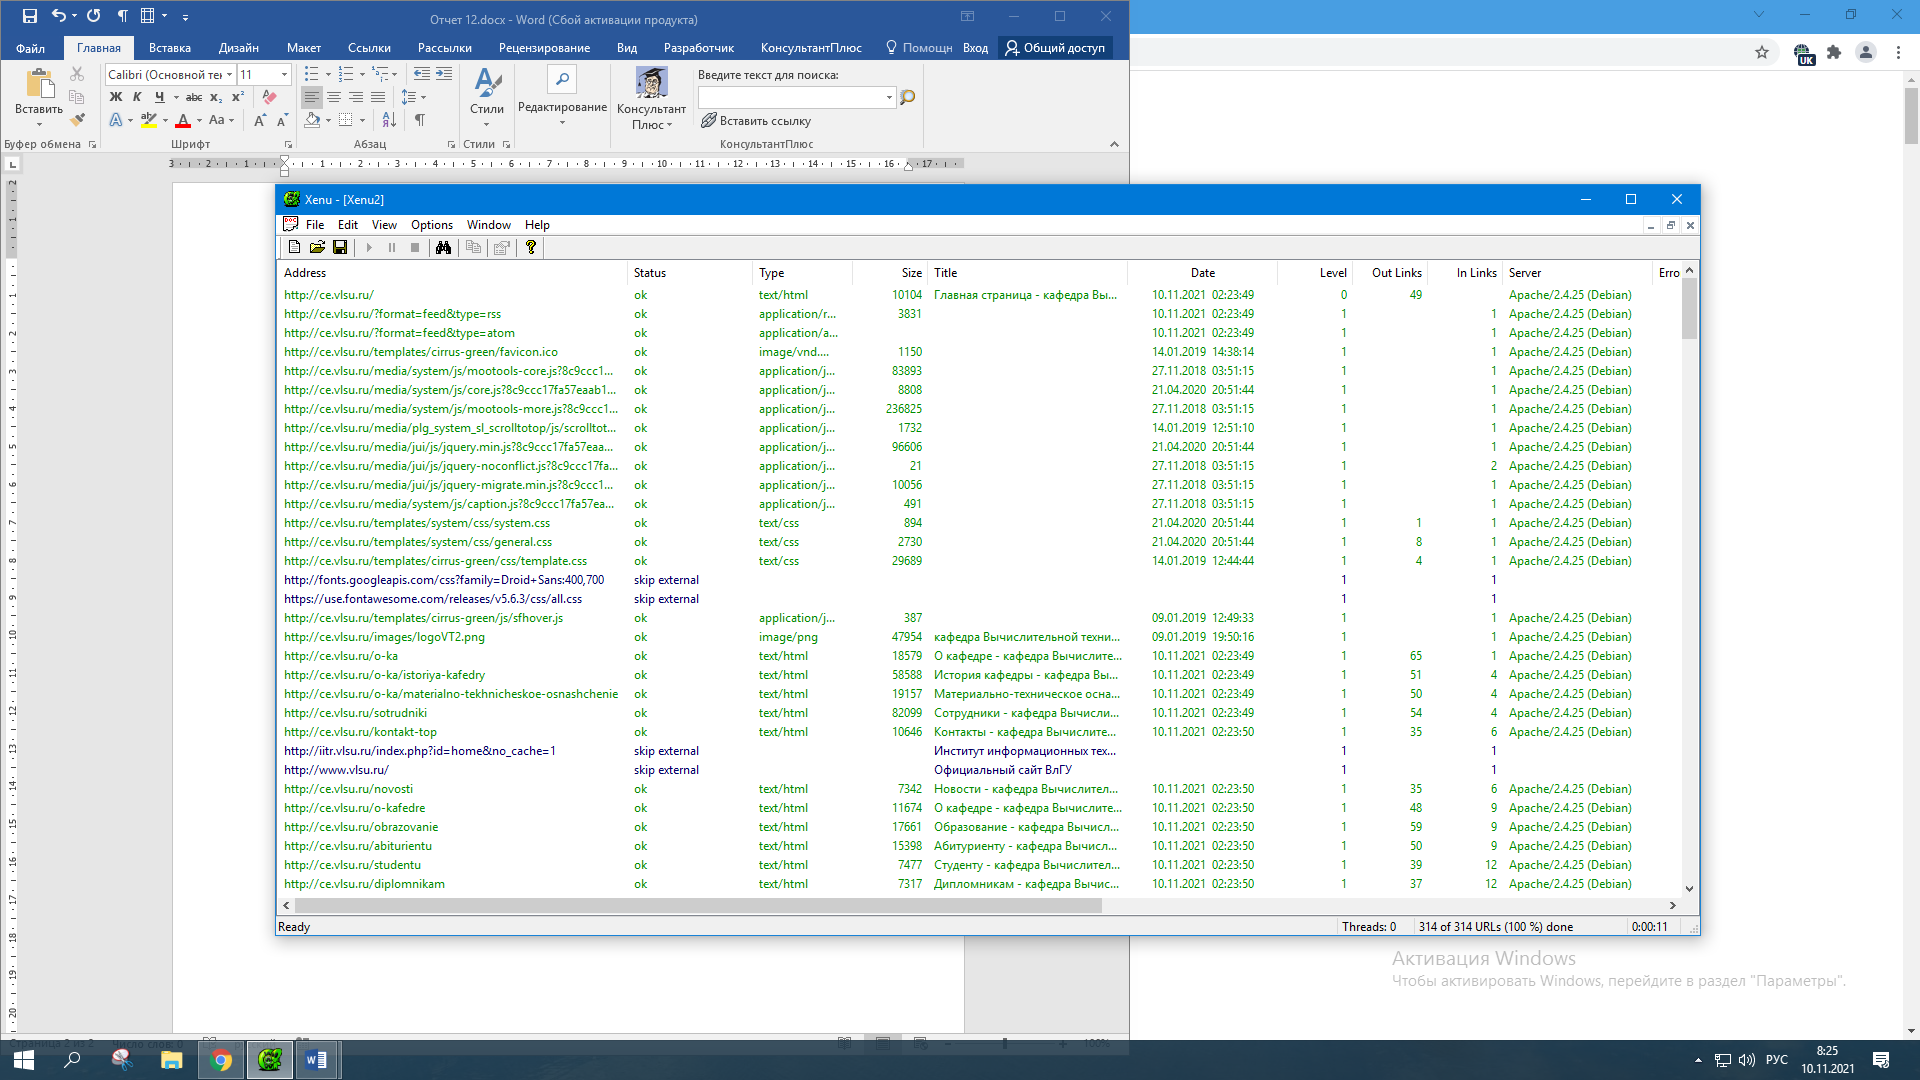 Отчет 12.docx - Word (Сбой активации продукта)
Файл Главная Вставка Дизайн Макет Ссылки Рассылки Рецензирование Вид Разработчик КонсультантПлюс Помощн Вход Общий доступ
UK
Calibri (Основной тек 11
Вставить
Стили
Редактирование
Консультант
Плюс
Введите текст для поиска:
Вставить ссылку
Ж К Ч abc x₂ x²
Aa
Буфер обмена Шрифт Абзац Стили КонсультантПлюс
3 2 1 1 2 3 4 5 6 7 8 9 10 11 12 13 14 15 16 17
Xenu - [Xenu2]
File Edit View Options Window Help
Address Status Type Size Title Date Level Out Links In Links Server Erro
http://ce.vlsu.ru/ ok text/html 10104 Главная страница - кафедра Вы... 10.11.2021 02:23:49 0 49 Apache/2.4.25 (Debian)
http://ce.vlsu.ru/?format=feed&type=rss ok application/r... 3831 10.11.2021 02:23:49 1 1 Apache/2.4.25 (Debian)
http://ce.vlsu.ru/?format=feed&type=atom ok application/a... 10.11.2021 02:23:49 1 1 Apache/2.4.25 (Debian)
http://ce.vlsu.ru/templates/cirrus-green/favicon.ico ok image/vnd.... 1150 14.01.2019 14:38:14 1 1 Apache/2.4.25 (Debian)
http://ce.vlsu.ru/media/system/js/mootools-core.js?8c9ccc1... ok application/j... 83893 27.11.2018 03:51:15 1 1 Apache/2.4.25 (Debian)
http://ce.vlsu.ru/media/system/js/core.js?8c9ccc17fa57eaab1... ok application/j... 8808 21.04.2020 20:51:44 1 1 Apache/2.4.25 (Debian)
http://ce.vlsu.ru/media/system/js/mootools-more.js?8c9ccc1... ok application/j... 236825 27.11.2018 03:51:15 1 1 Apache/2.4.25 (Debian)
http://ce.vlsu.ru/media/plg_system_sl_scrolltotop/js/scrolltot... ok application/j... 1732 14.01.2019 12:51:10 1 1 Apache/2.4.25 (Debian)
http://ce.vlsu.ru/media/jui/js/jquery.min.js?8c9ccc17fa57eaa... ok application/j... 96606 21.04.2020 20:51:44 1 1 Apache/2.4.25 (Debian)
http://ce.vlsu.ru/media/jui/js/jquery-noconflict.js?8c9ccc17fa... ok application/j... 21 27.11.2018 03:51:15 1 2 Apache/2.4.25 (Debian)
http://ce.vlsu.ru/media/jui/js/jquery-migrate.min.js?8c9ccc1... ok application/j... 10056 27.11.2018 03:51:15 1 1 Apache/2.4.25 (Debian)
http://ce.vlsu.ru/media/system/js/caption.js?8c9ccc17fa57ea... ok application/j... 491 27.11.2018 03:51:15 1 1 Apache/2.4.25 (Debian)
http://ce.vlsu.ru/templates/system/css/system.css ok text/css 894 21.04.2020 20:51:44 1 1 1 Apache/2.4.25 (Debian)
http://ce.vlsu.ru/templates/system/css/general.css ok text/css 2730 21.04.2020 20:51:44 1 8 1 Apache/2.4.25 (Debian)
http://ce.vlsu.ru/templates/cirrus-green/css/template.css ok text/css 29689 14.01.2019 12:44:44 1 4 1 Apache/2.4.25 (Debian)
http://fonts.googleapis.com/css?family=Droid+Sans:400,700 skip external 1 1
https://use.fontawesome.com/releases/v5.6.3/css/all.css skip external 1 1
http://ce.vlsu.ru/templates/cirrus-green/js/sfhover.js ok application/j... 387 09.01.2019 12:49:33 1 1 Apache/2.4.25 (Debian)
http://ce.vlsu.ru/images/logoVT2.png ok image/png 47954 кафедра Вычислительной техни... 09.01.2019 19:50:16 1 1 Apache/2.4.25 (Debian)
http://ce.vlsu.ru/o-ka ok text/html 18579 О кафедре - кафедра Вычислите... 10.11.2021 02:23:49 1 65 1 Apache/2.4.25 (Debian)
http://ce.vlsu.ru/o-ka/istoriya-kafedry ok text/html 58588 История кафедры - кафедра Вы... 10.11.2021 02:23:49 1 51 4 Apache/2.4.25 (Debian)
http://ce.vlsu.ru/o-ka/materialno-tekhnicheskoe-osnashchenie ok text/html 19157 Материально-техническое осна... 10.11.2021 02:23:49 1 50 4 Apache/2.4.25 (Debian)
http://ce.vlsu.ru/sotrudniki ok text/html 82099 Сотрудники - кафедра Вычисли... 10.11.2021 02:23:49 1 54 4 Apache/2.4.25 (Debian)
http://ce.vlsu.ru/kontakt-top ok text/html 10646 Контакты - кафедра Вычислите... 10.11.2021 02:23:49 1 35 6 Apache/2.4.25 (Debian)
http://iitr.vlsu.ru/index.php?id=home&no_cache=1 skip external Институт информационных тех... 1 1
http://www.vlsu.ru/ skip external Официальный сайт ВлГУ 1 1
http://ce.vlsu.ru/novosti ok text/html 7342 Новости - кафедра Вычислител... 10.11.2021 02:23:50 1 35 6 Apache/2.4.25 (Debian)
http://ce.vlsu.ru/o-kafedre ok text/html 11674 О кафедре - кафедра Вычислите... 10.11.2021 02:23:50 1 48 9 Apache/2.4.25 (Debian)
http://ce.vlsu.ru/obrazovanie ok text/html 17661 Образование - кафедра Вычисл... 10.11.2021 02:23:50 1 59 9 Apache/2.4.25 (Debian)
http://ce.vlsu.ru/abiturientu ok text/html 15398 Абитуриенту - кафедра Вычисл... 10.11.2021 02:23:50 1 50 9 Apache/2.4.25 (Debian)
http://ce.vlsu.ru/studentu ok text/html 7477 Студенту - кафедра Вычислител... 10.11.2021 02:23:50 1 39 12 Apache/2.4.25 (Debian)
http://ce.vlsu.ru/diplomnikam ok text/html 7317 Дипломникам - кафедра Вычис... 10.11.2021 02:23:50 1 37 12 Apache/2.4.25 (Debian)
Ready Threads: 0 314 of 314 URLs (100 %) done 0:00:11
Активация Windows
Чтобы активировать Windows, перейдите в раздел "Параметры".
Страница 2 из 2 Число слов: 0 100%
РУС 8:25
10.11.2021